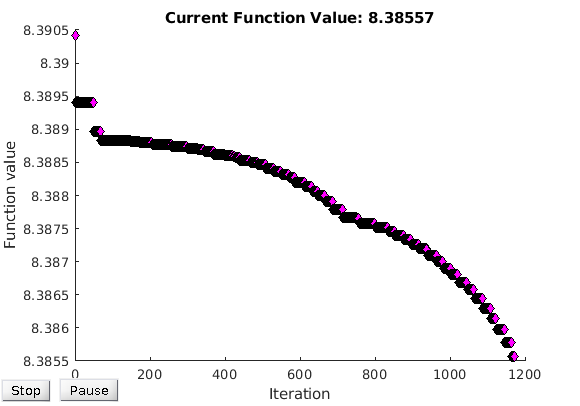 Current Function Value: 8.38557
8.3905
8.39
8.3895
8.389
8.3885
8.388
8.3875
8.387
8.3865
8.386
8.3855
Function value
0 200 400 600 800 1000 1200
Iteration
Stop Pause